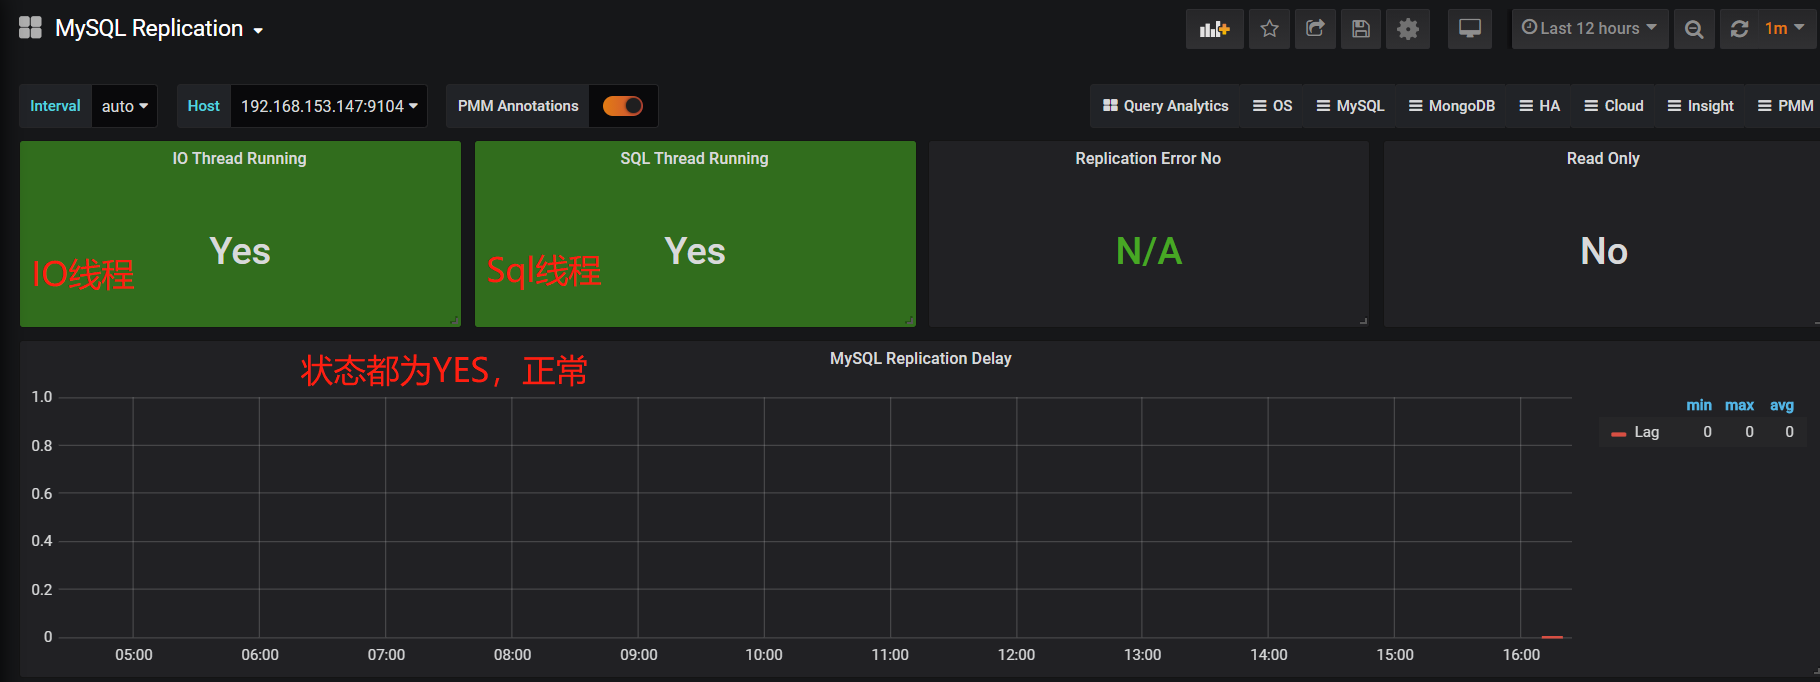 MySQL Replication
Last 12 hours
1m
Interval auto
Host 192.168.153.147:9104
PMM Annotations
Query Analytics
OS
MySQL
MongoDB
HA
Cloud
Insight
PMM
IO Thread Running
Yes
IO线程
SQL Thread Running
Yes
Sql线程
Replication Error No
N/A
Read Only
No
状态都为YES，正常
MySQL Replication Delay
1.0
0.8
0.6
0.4
0.2
0
05:00 06:00 07:00 08:00 09:00 10:00 11:00 12:00 13:00 14:00 15:00 16:00
min max avg
Lag 0 0 0